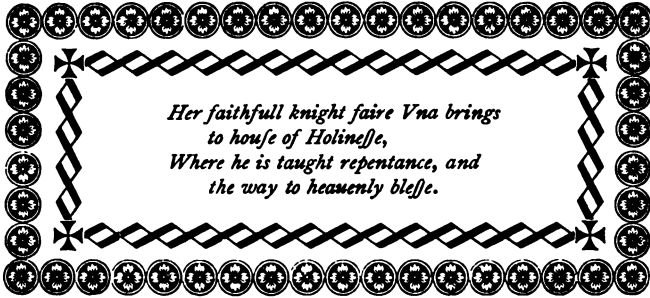 Her faithfull knight faire Vna brings
to houſe of Holineſſe,
Where he is taught repentance, and
the way to heauenly bleſſe.